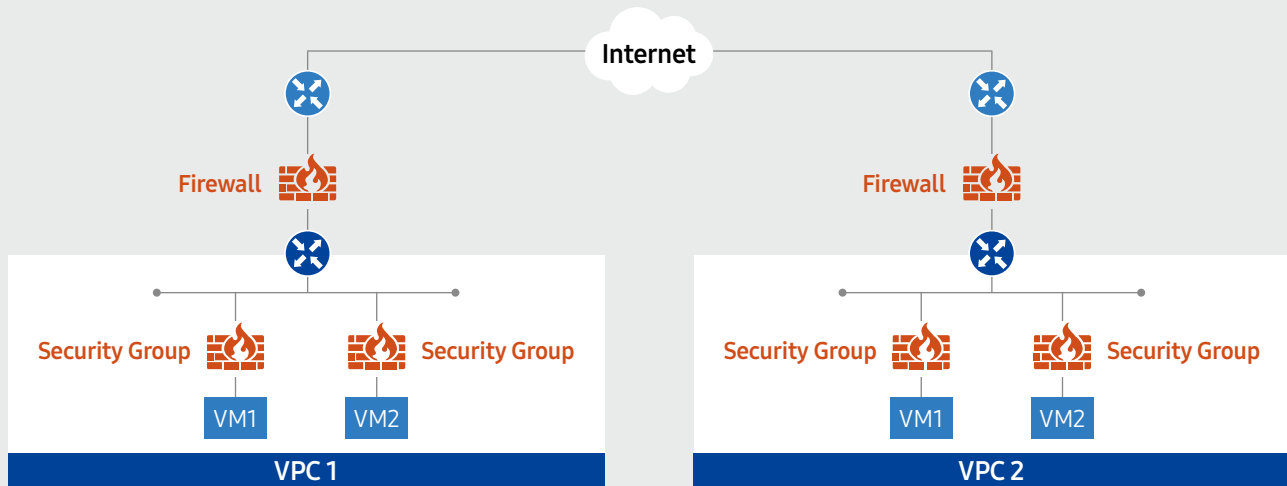 Internet
Firewall
Firewall
Security Group
Security Group
Security Group
Security Group
VM1
VM2
VM1
VM2
VPC 1
VPC 2